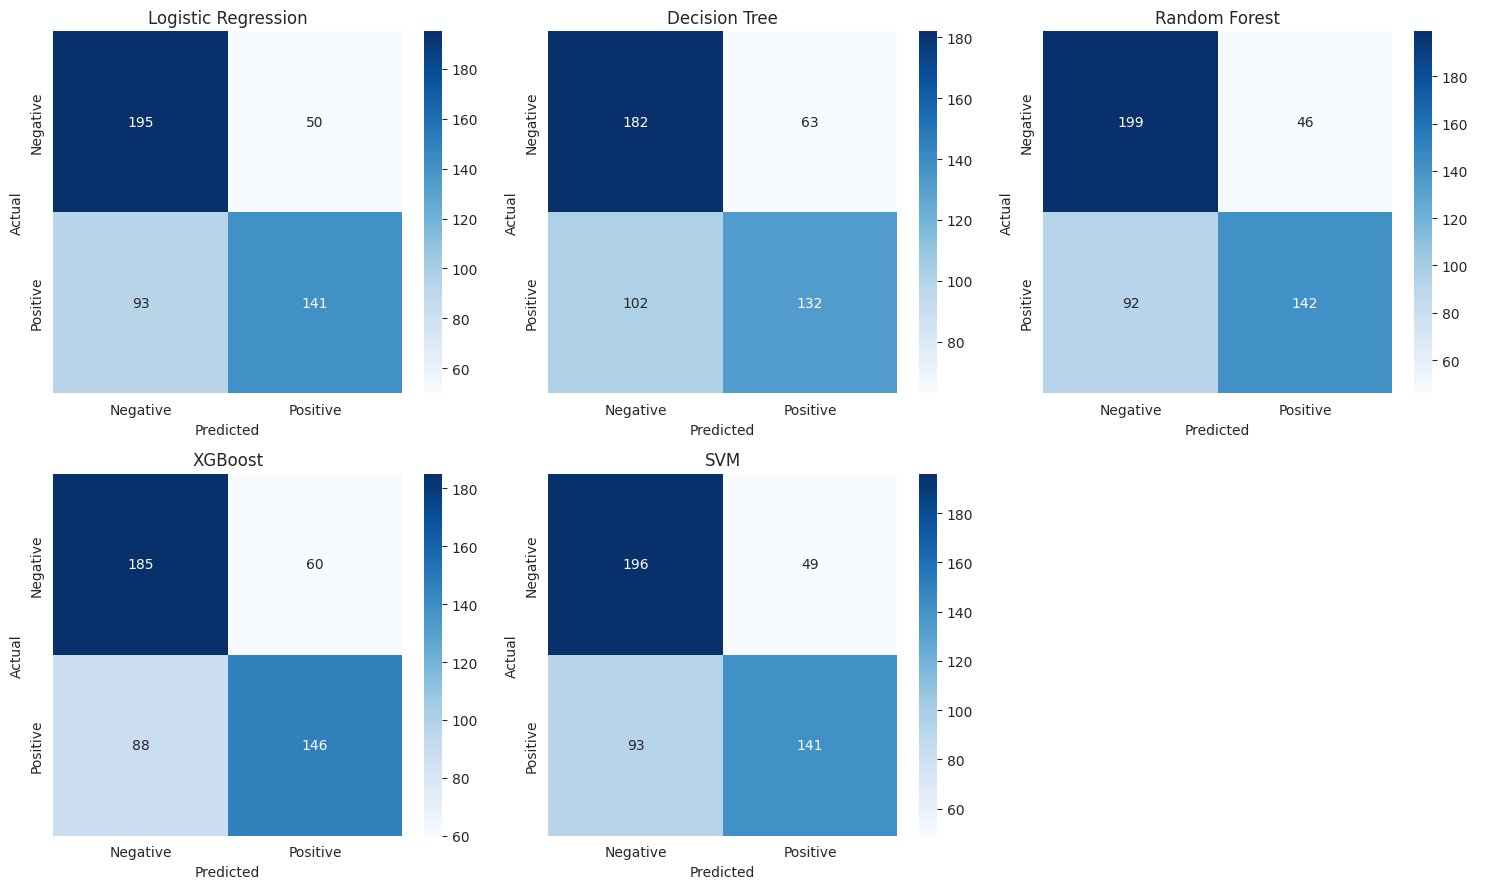 Logistic Regression
Negative
Positive
Actual
195
50
93
141
Negative
Positive
Predicted
180
160
140
120
100
80
60
Decision Tree
Negative
Positive
Actual
182
63
102
132
Negative
Positive
Predicted
180
160
140
120
100
80
Random Forest
Negative
Positive
Actual
199
46
92
142
Negative
Positive
Predicted
180
160
140
120
100
80
60
XGBoost
Negative
Positive
Actual
185
60
88
146
Negative
Positive
Predicted
180
160
140
120
100
80
60
SVM
Negative
Positive
Actual
196
49
93
141
Negative
Positive
Predicted
180
160
140
120
100
80
60